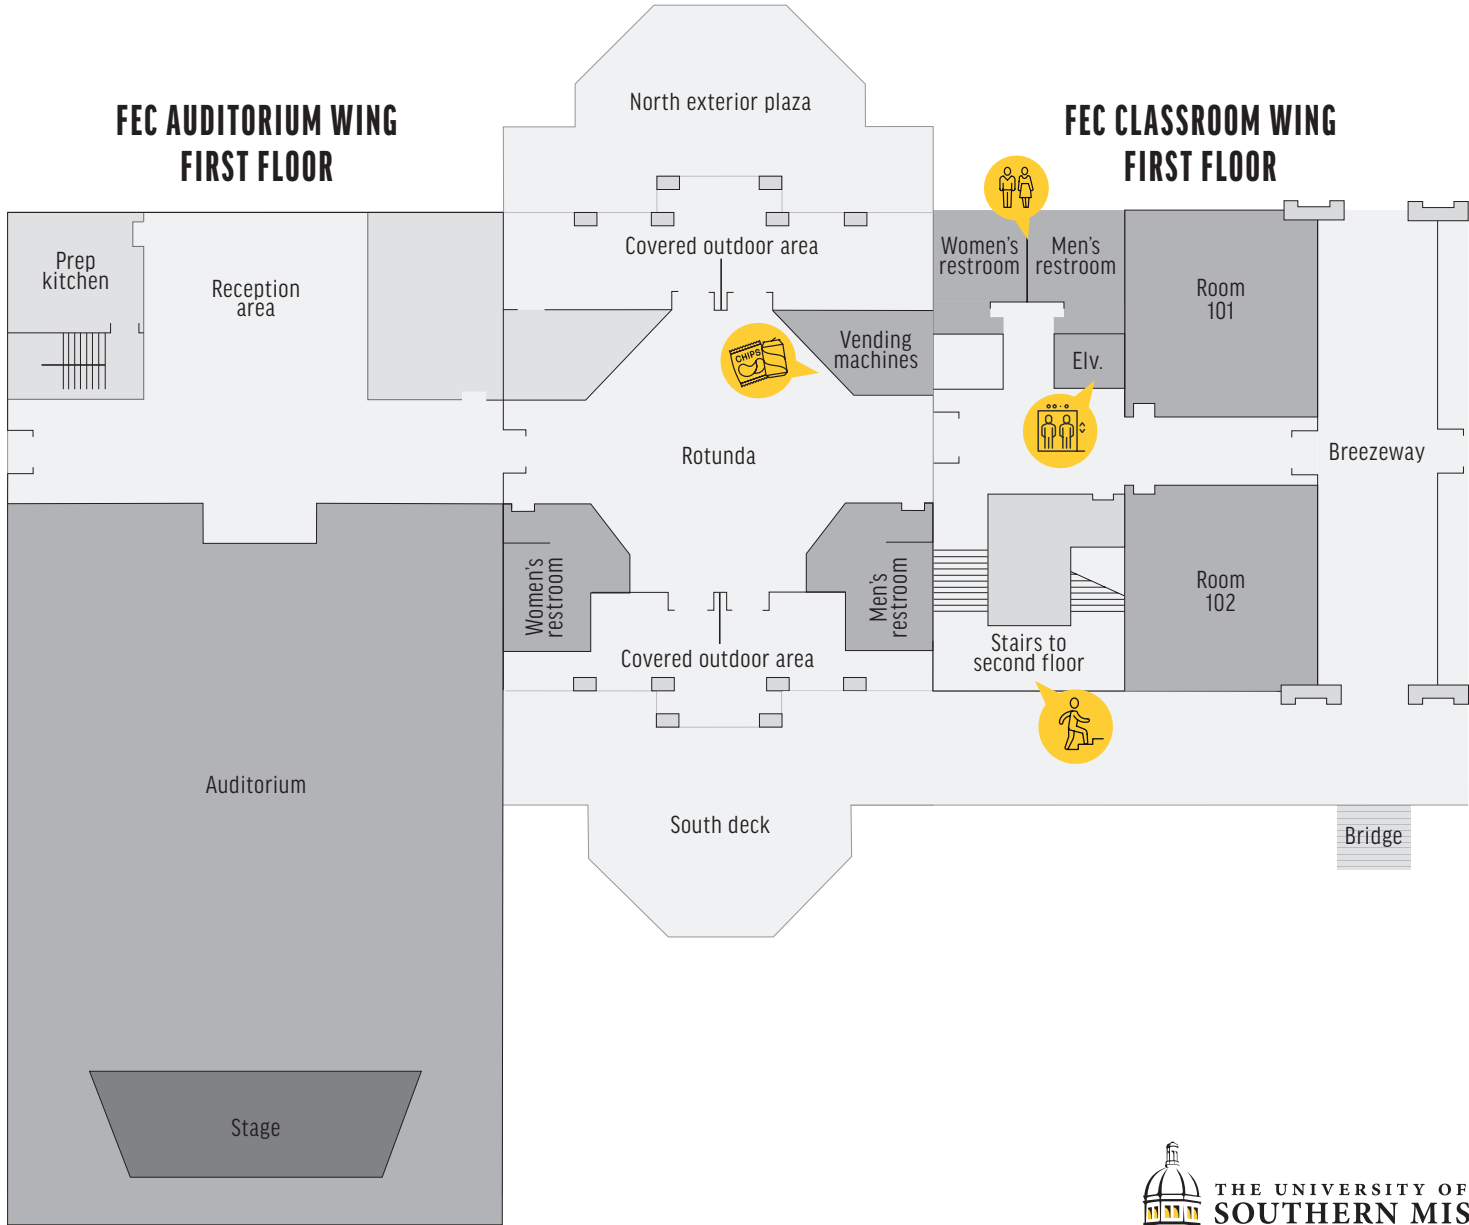 FEC AUDITORIUM WING
FIRST FLOOR
North exterior plaza
FEC CLASSROOM WING
FIRST FLOOR
Prep
kitchen
Reception
area
Covered outdoor area
Women's
restroom
Men's
restroom
Room
101
Vending
machines
CHIPS
Elv.
Rotunda
Breezeway
Women's
restroom
Men's
restroom
Room
102
Stairs to
second floor
Covered outdoor area
Auditorium
South deck
Bridge
Stage
THE UNIVERSITY OF
SOUTHERN MIS